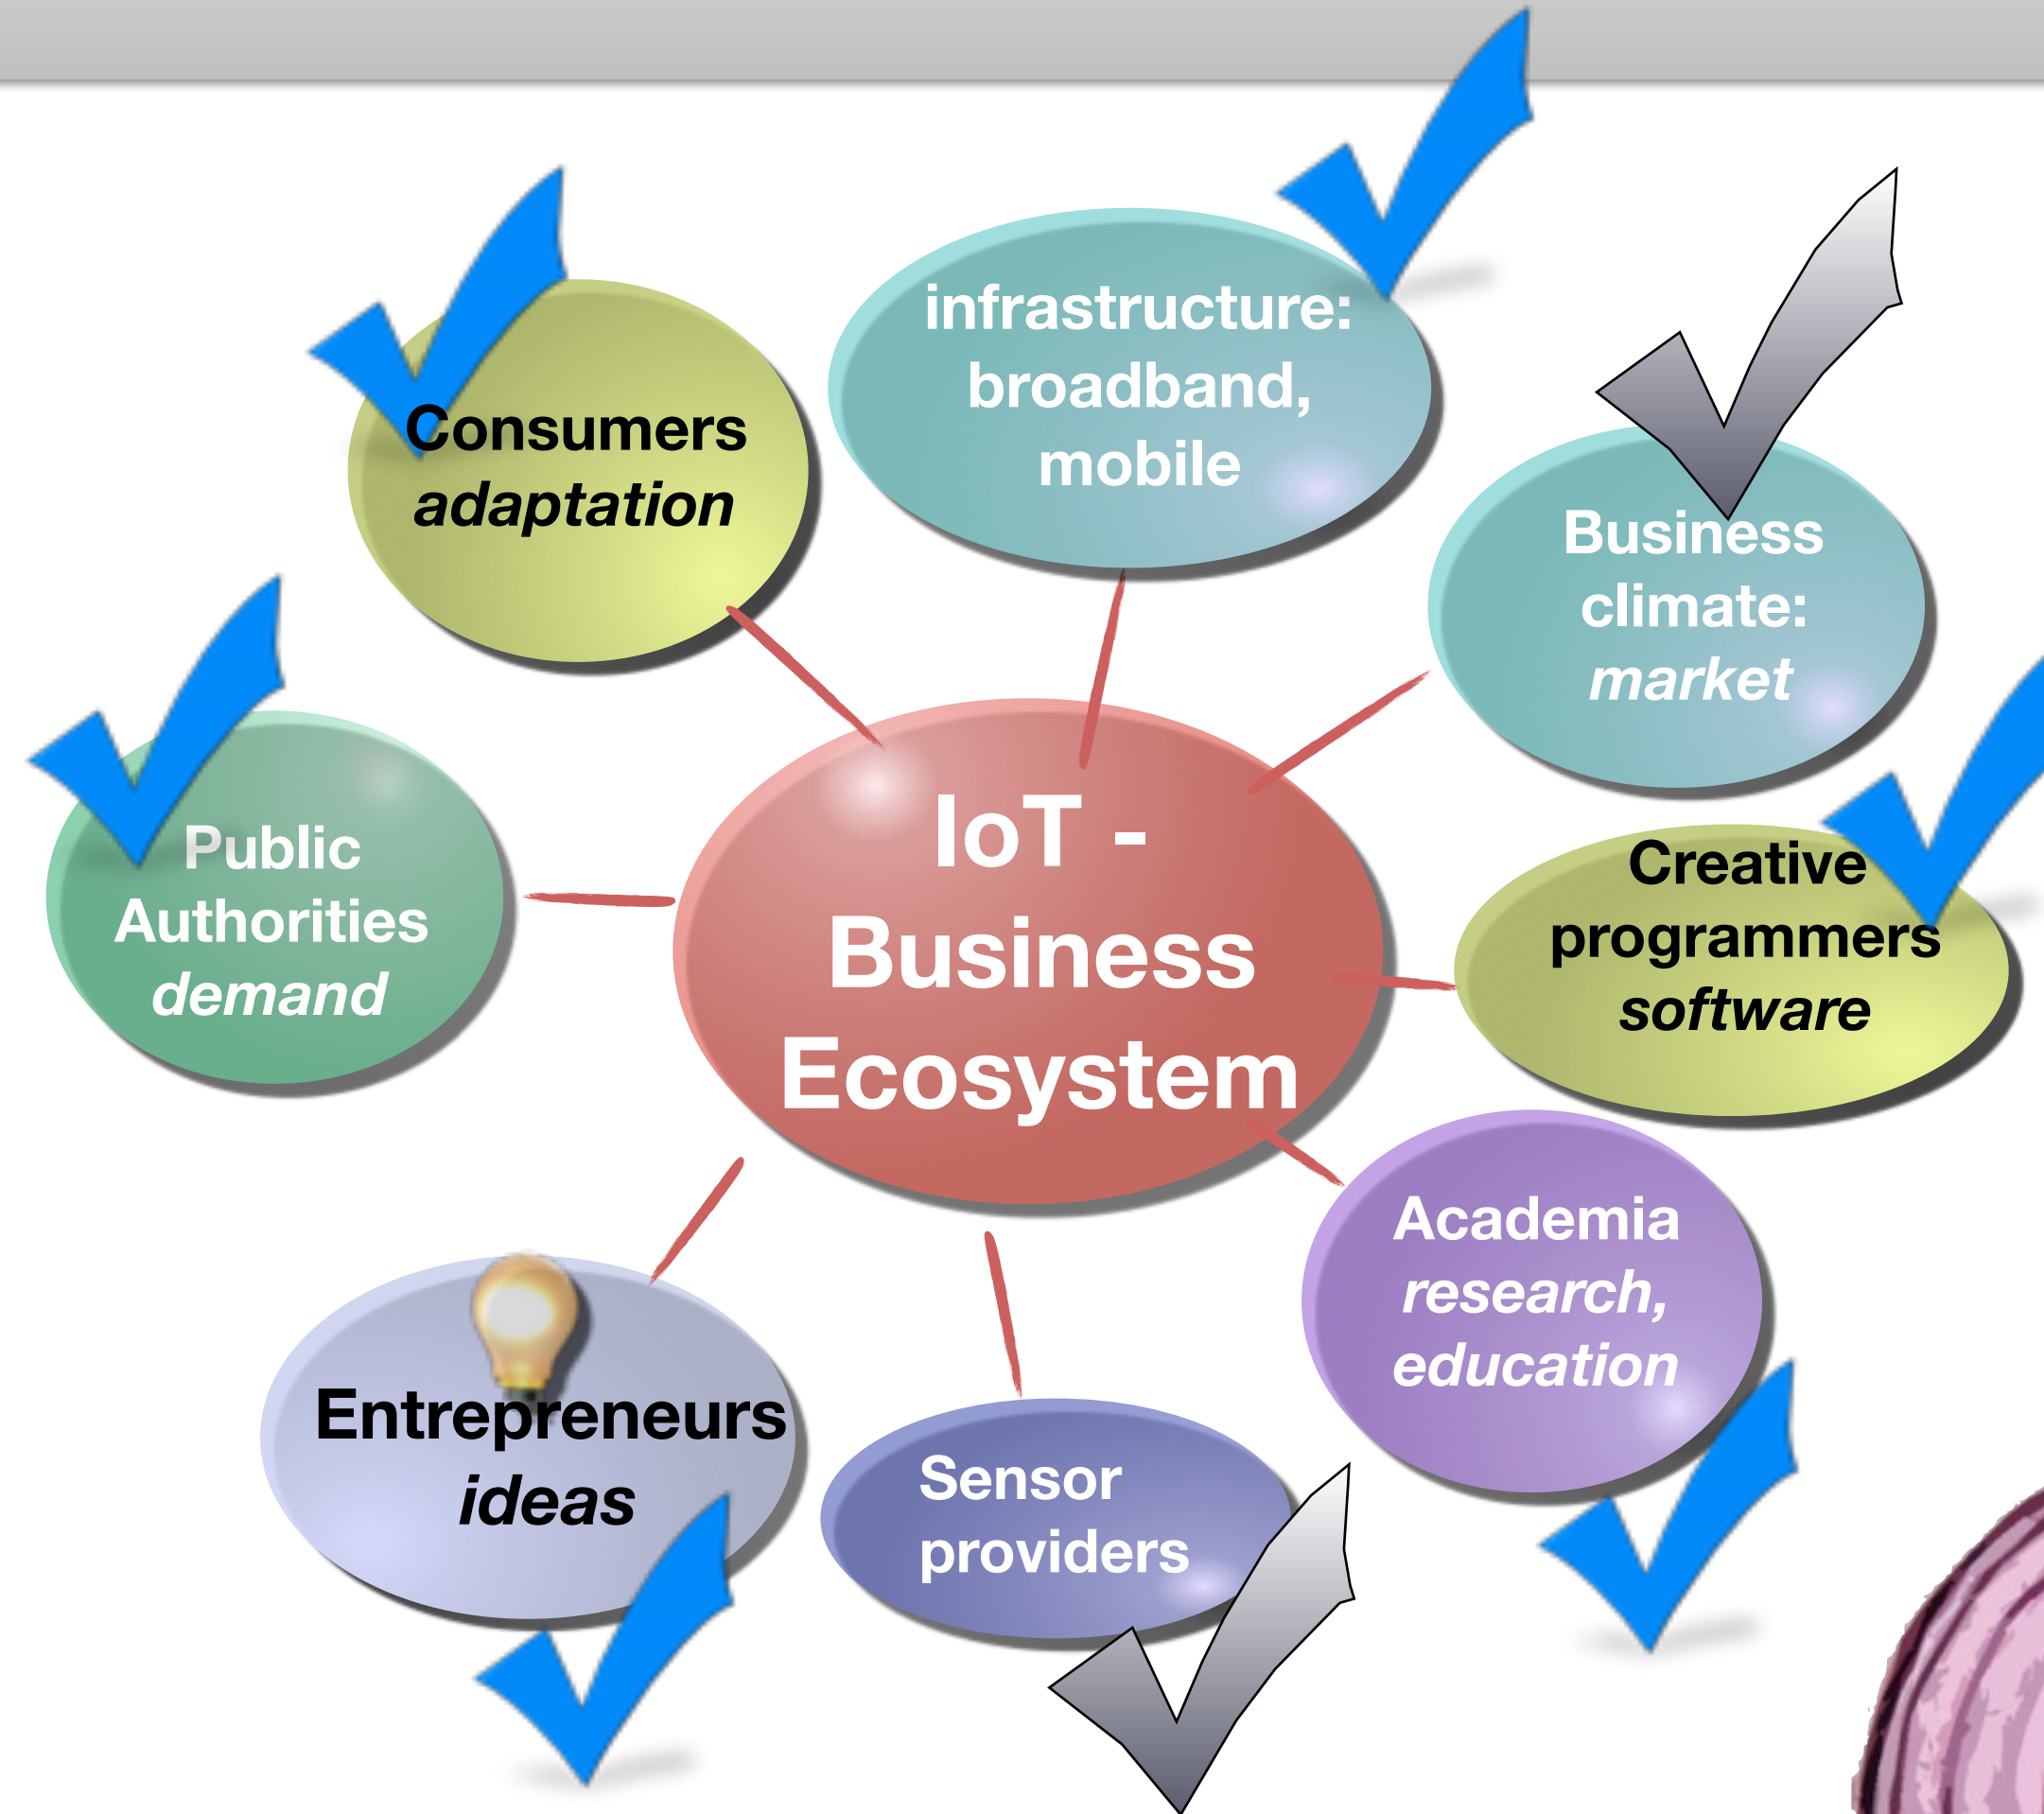 infrastructure:
broadband,
mobile
Consumers
adaptation
Business
climate:
market
Public
Authorities
demand
IoT -
Business
Ecosystem
Creative
programmers
software
Academia
research,
education
Entrepreneurs
ideas
Sensor
providers